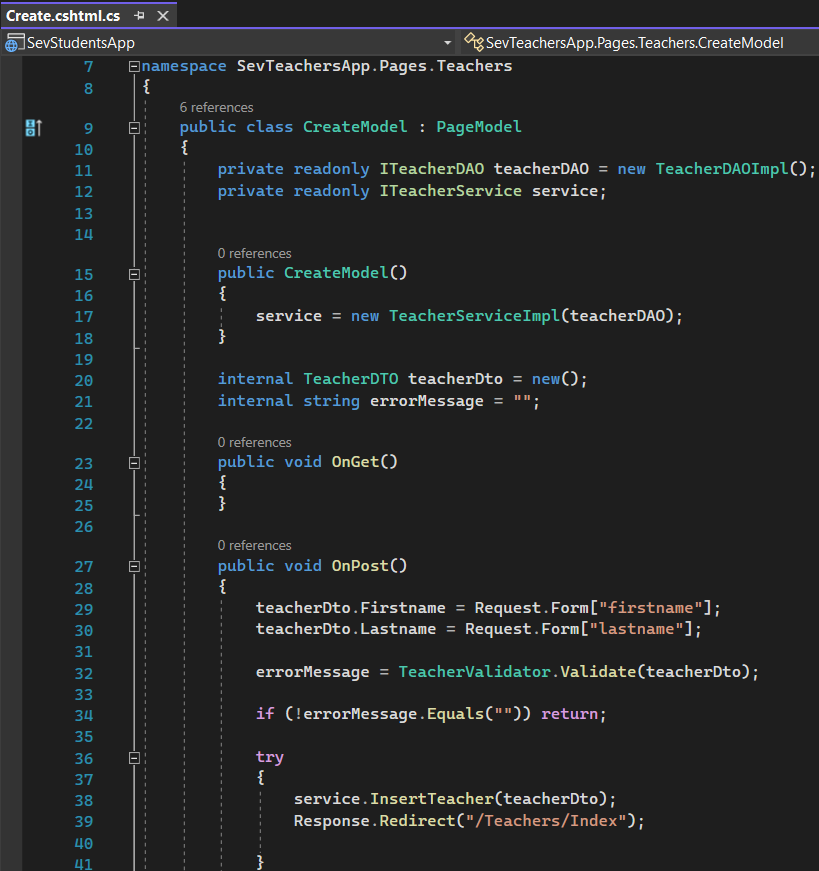 Create.cshtml.cs
SevStudentsApp SevTeachersApp.Pages.Teachers.CreateModel
7 namespace SevTeachersApp.Pages.Teachers
8 {
6 references
9 public class CreateModel : PageModel
10 {
11 private readonly ITeacherDAO teacherDAO = new TeacherDAOImpl();
12 private readonly ITeacherService service;
13
14
0 references
15 public CreateModel()
16 {
17 service = new TeacherServiceImpl(teacherDAO);
18 }
19
20 internal TeacherDTO teacherDto = new();
21 internal string errorMessage = "";
22
0 references
23 public void OnGet()
24 {
25 }
26
0 references
27 public void OnPost()
28 {
29 teacherDto.Firstname = Request.Form["firstname"];
30 teacherDto.Lastname = Request.Form["lastname"];
31
32 errorMessage = TeacherValidator.Validate(teacherDto);
33
34 if (!errorMessage.Equals("")) return;
35
36 try
37 {
38 service.InsertTeacher(teacherDto);
39 Response.Redirect("/Teachers/Index");
40
41 }